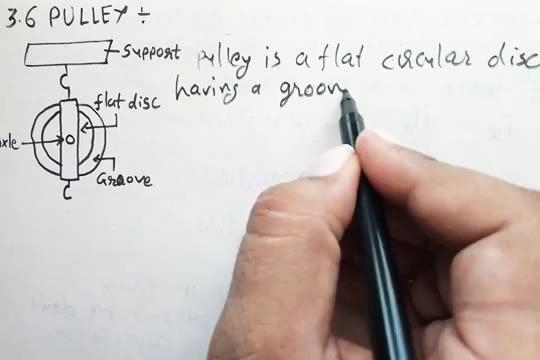 3.6 PULLEY ÷
Support
pulley is a flat circular disc
having a groov
flat disc
xle
Groove